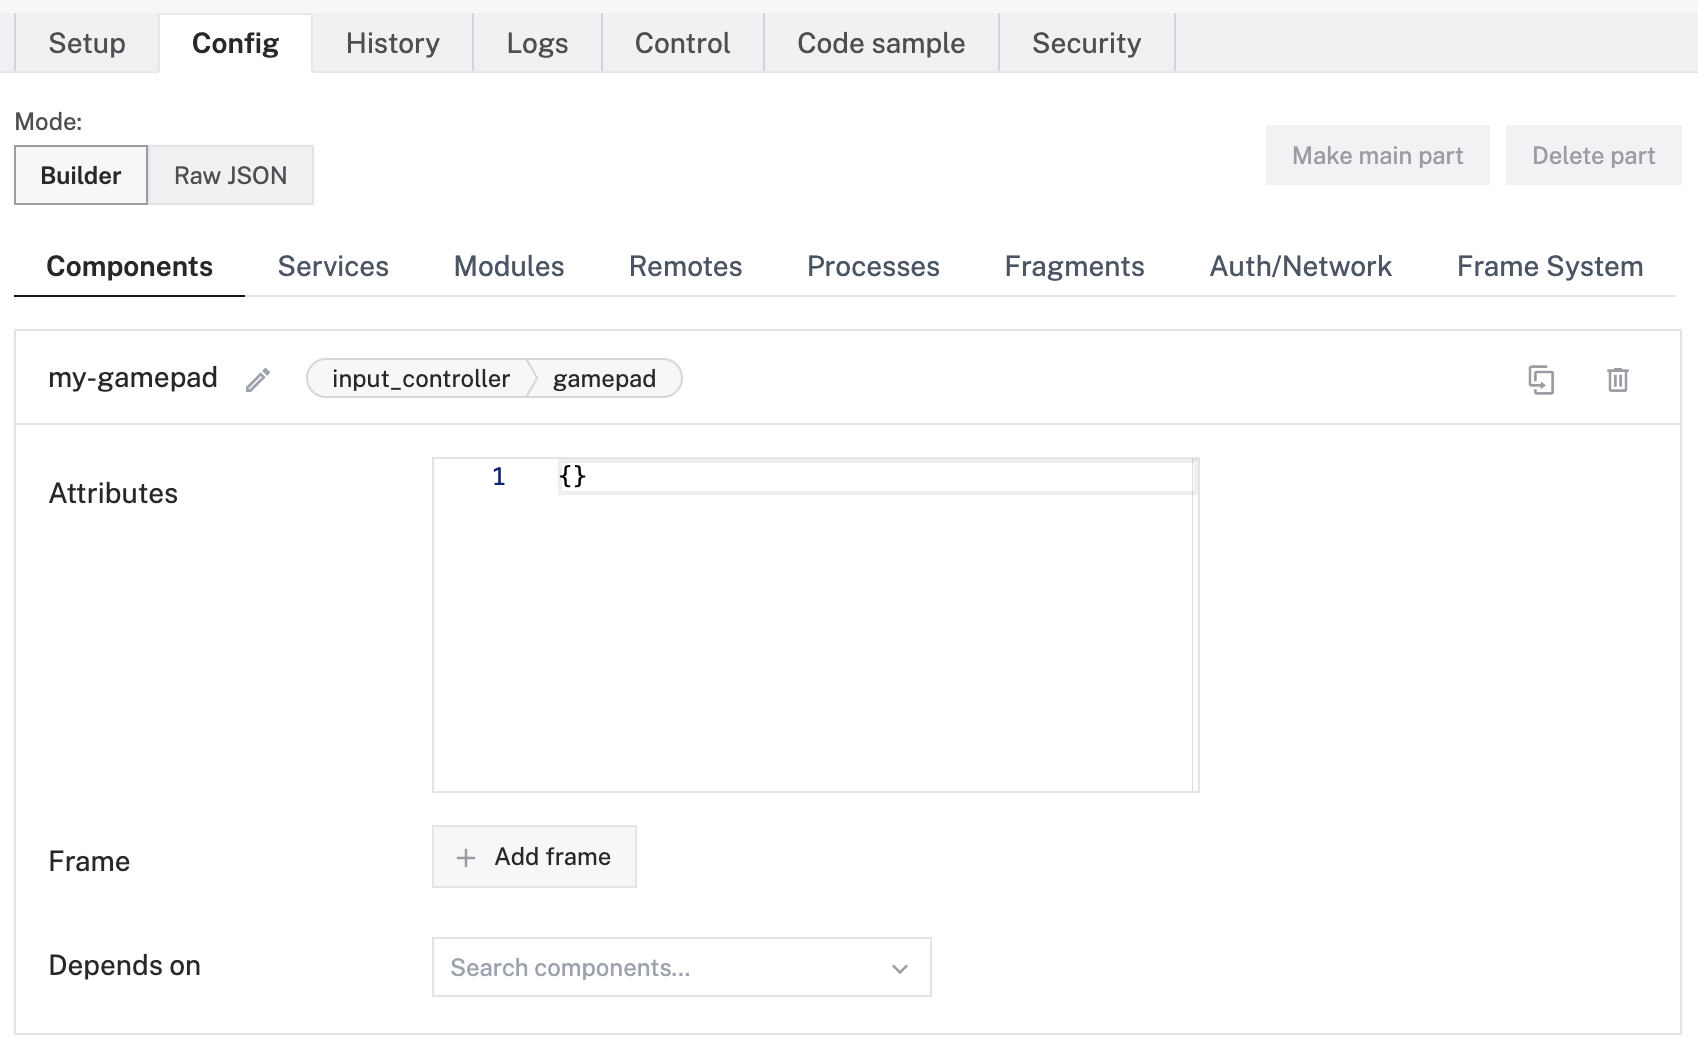 Setup Config History Logs Control Code sample Security
Mode:
Builder Raw JSON Make main part Delete part
Components Services Modules Remotes Processes Fragments Auth/Network Frame System
my-gamepad input_controller gamepad
Attributes 1 {}
Frame + Add frame
Depends on Search components...